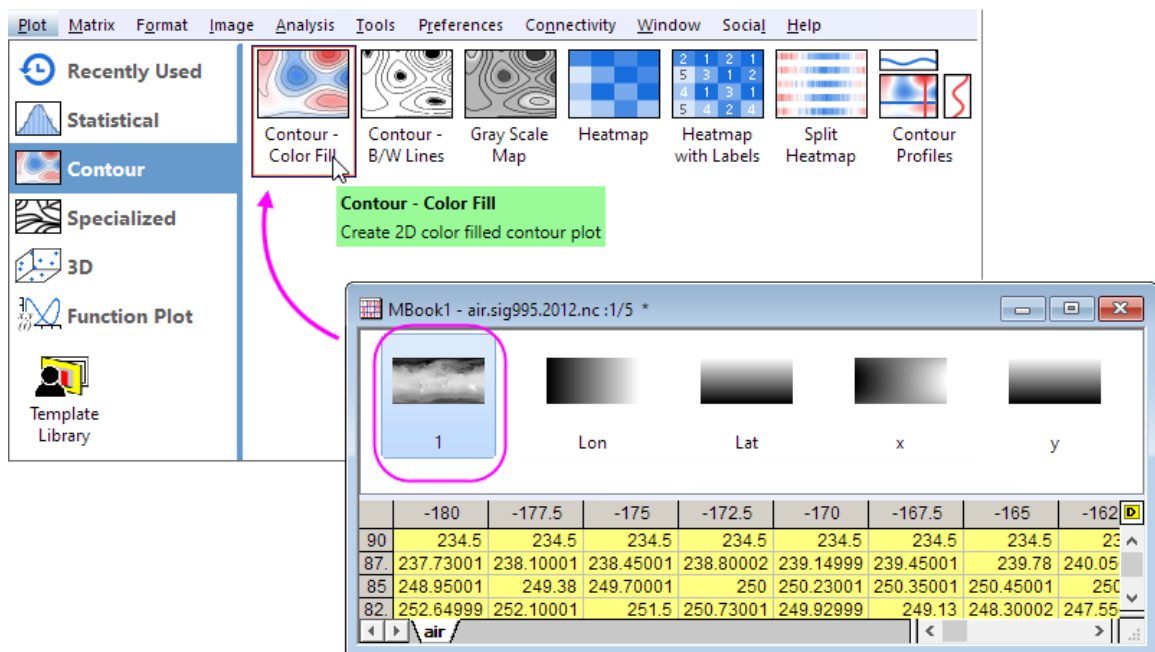 Plot Matrix Format Image Analysis Tools Preferences Connectivity Window Social Help
Recently Used
Statistical
Contour
Specialized
3D
Function Plot
Template
Library
Contour -
Color Fill
Contour -
B/W Lines
Gray Scale
Map
Heatmap
2 1 2 1
5 3 1 2
4 1 3 1
5 4 2 4
Heatmap
with Labels
Split
Heatmap
Contour
Profiles
Contour - Color Fill
Create 2D color filled contour plot
MBook1 - air.sig995.2012.nc :1/5 *
1 Lon Lat x y
-180 -177.5 -175 -172.5 -170 -167.5 -165 -162 D
90 234.5 234.5 234.5 234.5 234.5 234.5 234.5 23
87. 237.73001 238.10001 238.45001 238.80002 239.14999 239.45001 239.78 240.05
85 248.95001 249.38 249.70001 250 250.23001 250.35001 250.45001 250
82. 252.64999 252.10001 251.5 250.73001 249.92999 249.13 248.30002 247.55
air